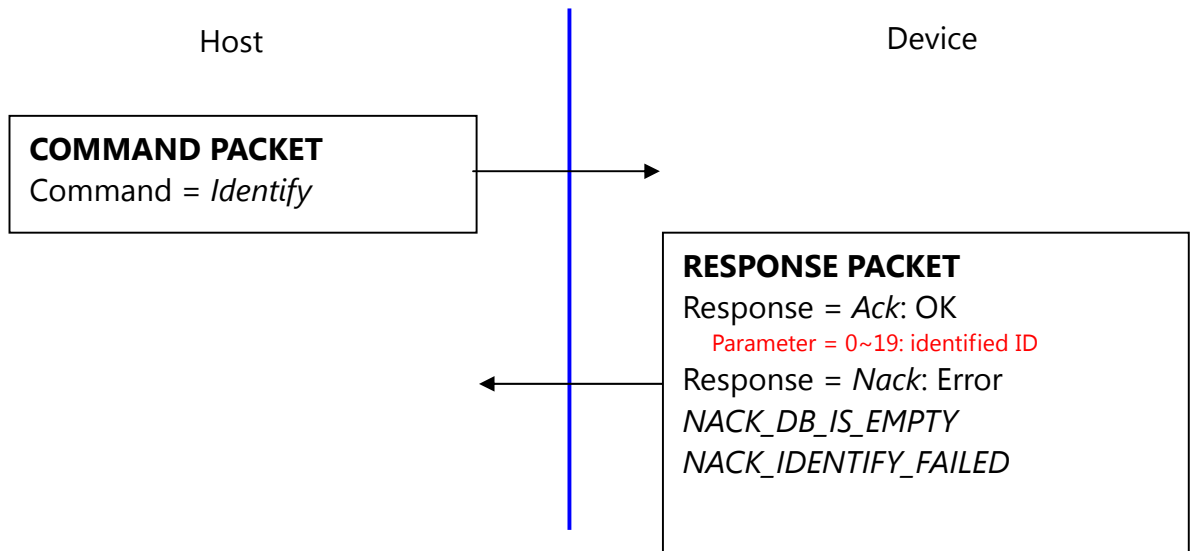 Host
Device
COMMAND PACKET
Command = Identify
RESPONSE PACKET
Response = Ack: OK
Parameter = 0~19: identified ID
Response = Nack: Error
NACK_DB_IS_EMPTY
NACK_IDENTIFY_FAILED